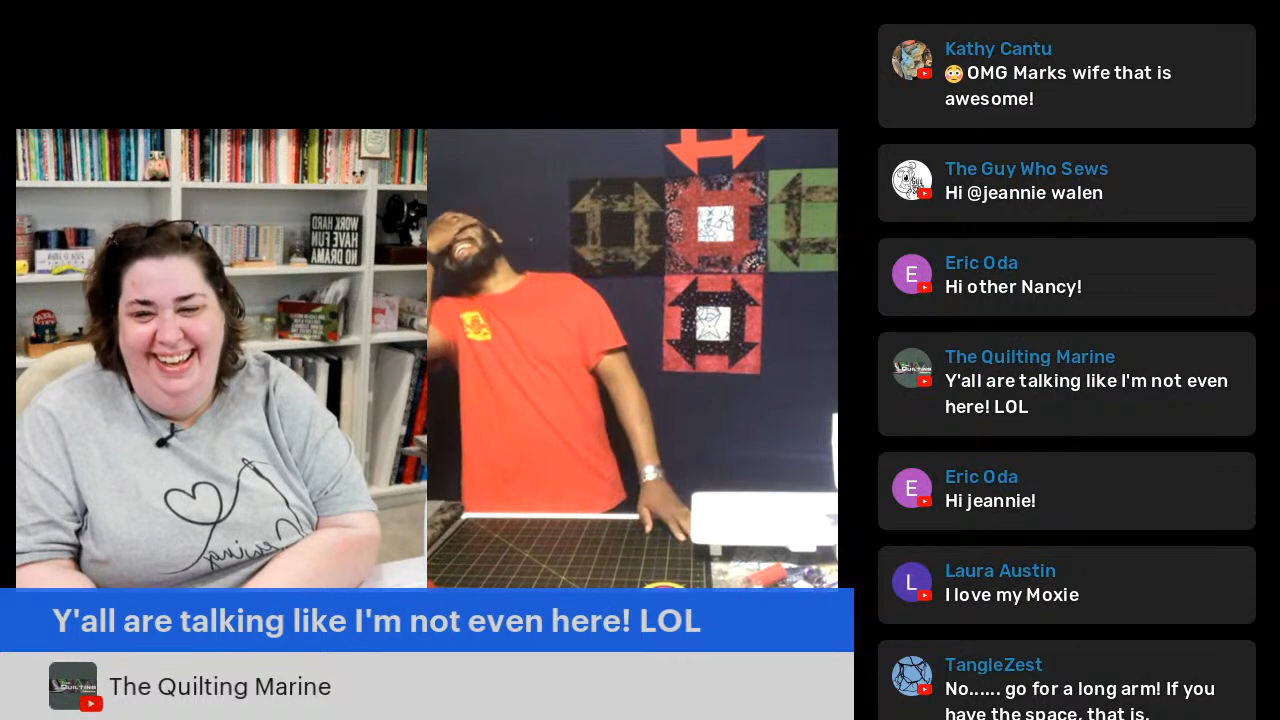 Kathy Cantu
😳 OMG Marks wife that is
awesome!
The Guy Who Sews
Hi @jeannie walen
Eric Oda
Hi other Nancy!
The Quilting Marine
Y'all are talking like I'm not even
here! LOL
Eric Oda
Hi jeannie!
Laura Austin
I love my Moxie
TangleZest
No...... go for a long arm! If you
have the space, that is.
WORK HARD
HAVE FUN
NO DRAMA
Sewing
Y'all are talking like I'm not even here! LOL
The Quilting Marine
E
E
L